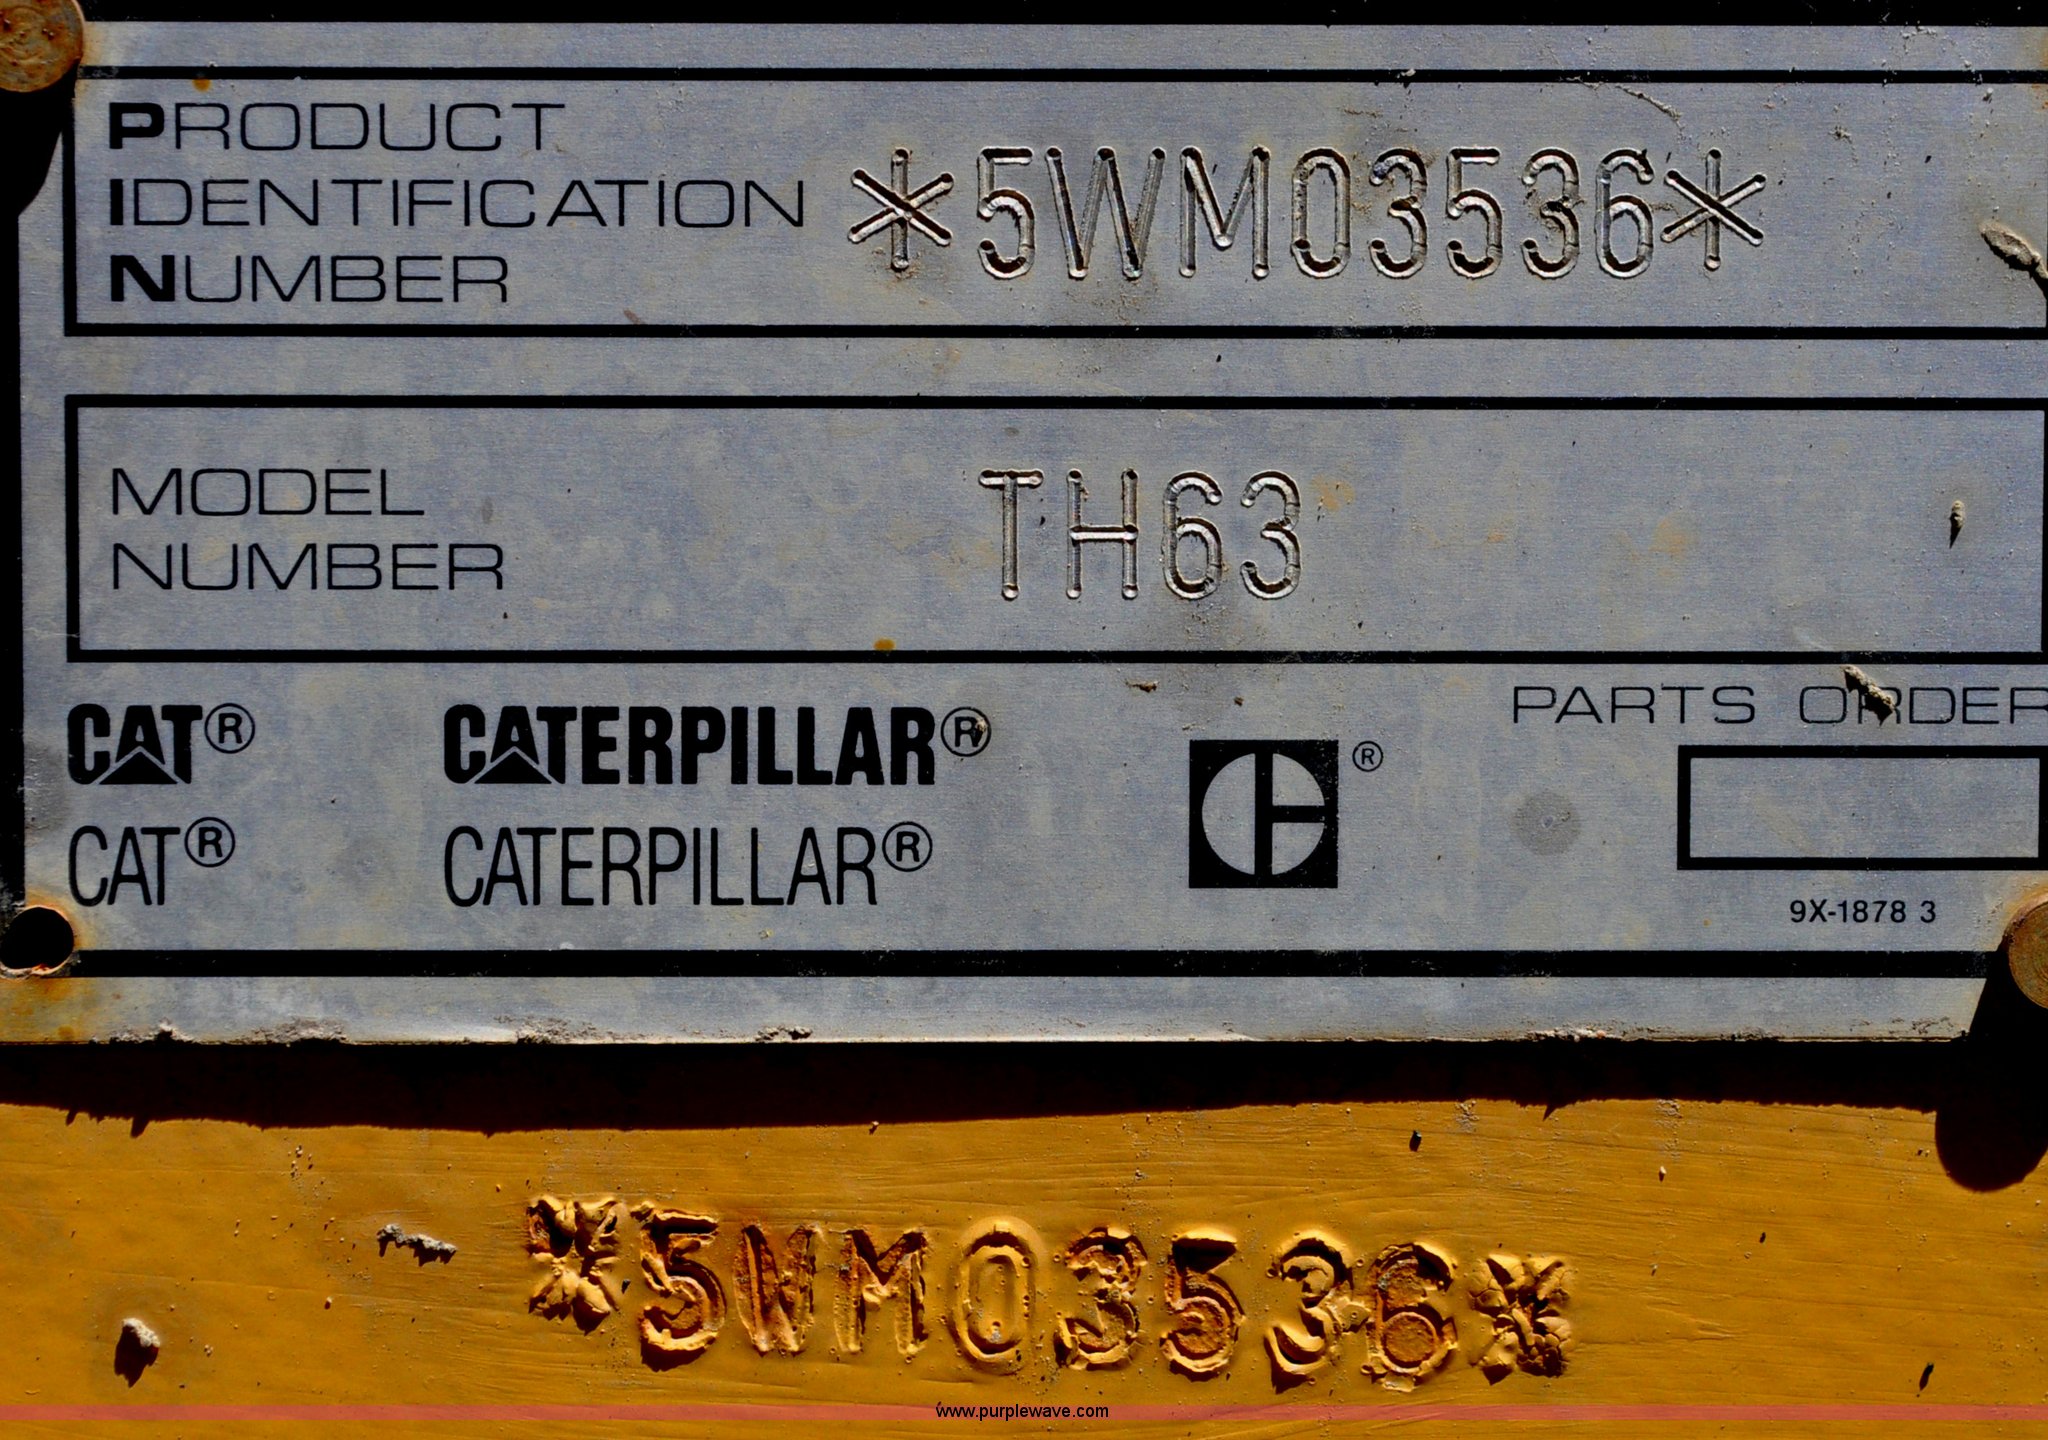 PRODUCT
IDENTIFICATION
NUMBER
*5WM03536*
MODEL
NUMBER
TH63
CAT® CATERPILLAR® ®
PARTS ORDER
CAT® CATERPILLAR®
9X-1878 3
*5WM03536*
www.purplewave.com